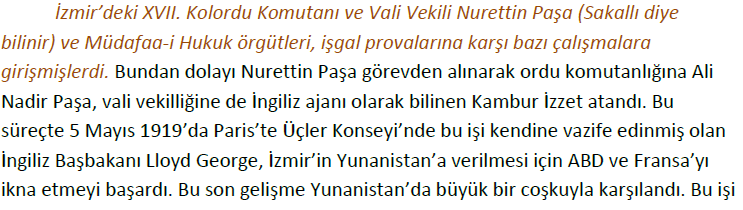 İzmir’deki XVII. Kolordu Komutanı ve Vali Vekili Nurettin Paşa (Sakallı diye
bilinir) ve Müdafaa-i Hukuk örgütleri, işgal provalarına karşı bazı çalışmalara
girişmişlerdi. Bundan dolayı Nurettin Paşa görevden alınarak ordu komutanlığına Ali
Nadir Paşa, vali vekilliğine de İngiliz ajanı olarak bilinen Kambur İzzet atandı. Bu
süreçte 5 Mayıs 1919’da Paris’te Üçler Konseyi’nde bu işi kendine vazife edinmiş olan
İngiliz Başbakanı Lloyd George, İzmir’in Yunanistan’a verilmesi için ABD ve Fransa’yı
ikna etmeyi başardı. Bu son gelişme Yunanistan’da büyük bir coşkuyla karşılandı. Bu işi